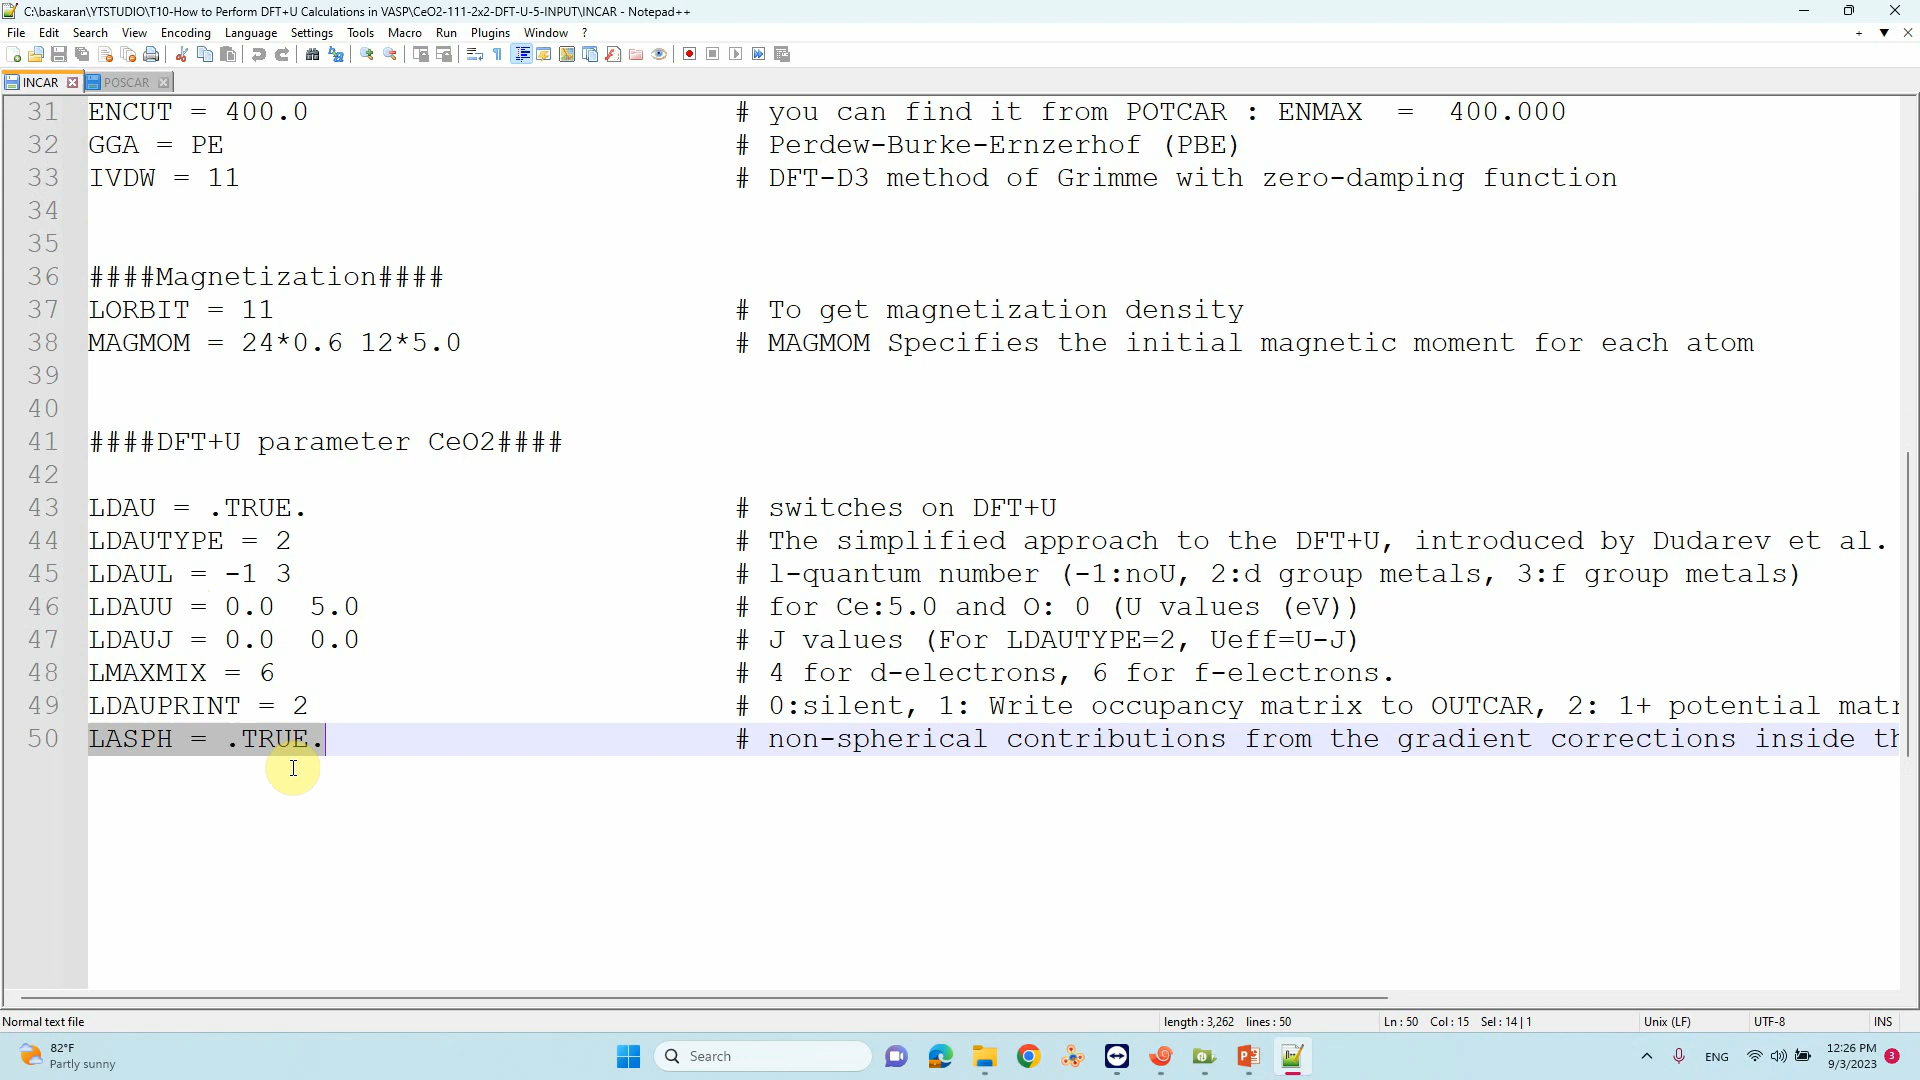 C:\baskaran\YTSTUDIO\T10-How to Perform DFT+U Calculations in VASP\CeO2-111-2x2-DFT-U-5-INPUT\INCAR - Notepad++
File Edit Search View Encoding Language Settings Tools Macro Run Plugins Window ?
INCAR POSCAR
31 ENCUT = 400.0 # you can find it from POTCAR : ENMAX = 400.000
32 GGA = PE # Perdew-Burke-Ernzerhof (PBE)
33 IVDW = 11 # DFT-D3 method of Grimme with zero-damping function
34
35
36 ####Magnetization####
37 LORBIT = 11 # To get magnetization density
38 MAGMOM = 24*0.6 12*5.0 # MAGMOM Specifies the initial magnetic moment for each atom
39
40
41 ####DFT+U parameter CeO2####
42
43 LDAU = .TRUE. # switches on DFT+U
44 LDAUTYPE = 2 # The simplified approach to the DFT+U, introduced by Dudarev et al.
45 LDAUL = -1 3 # l-quantum number (-1:noU, 2:d group metals, 3:f group metals)
46 LDAUU = 0.0 5.0 # for Ce:5.0 and O: 0 (U values (eV))
47 LDAUJ = 0.0 0.0 # J values (For LDAUTYPE=2, Ueff=U-J)
48 LMAXMIX = 6 # 4 for d-electrons, 6 for f-electrons.
49 LDAUPRINT = 2 # 0:silent, 1: Write occupancy matrix to OUTCAR, 2: 1+ potential matr
50 LASPH = .TRUE. # non-spherical contributions from the gradient corrections inside th
Normal text file length : 3,262 lines : 50 Ln : 50 Col : 15 Sel : 14 | 1 Unix (LF) UTF-8 INS
82°F
Partly sunny
Search
ENG
12:26 PM
9/3/2023
3